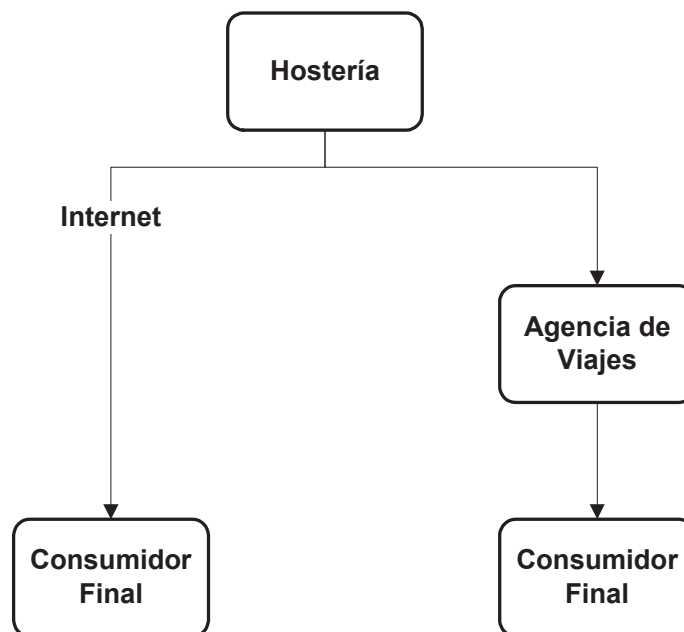 Hostería
Internet
Agencia de
Viajes
Consumidor
Final
Consumidor
Final